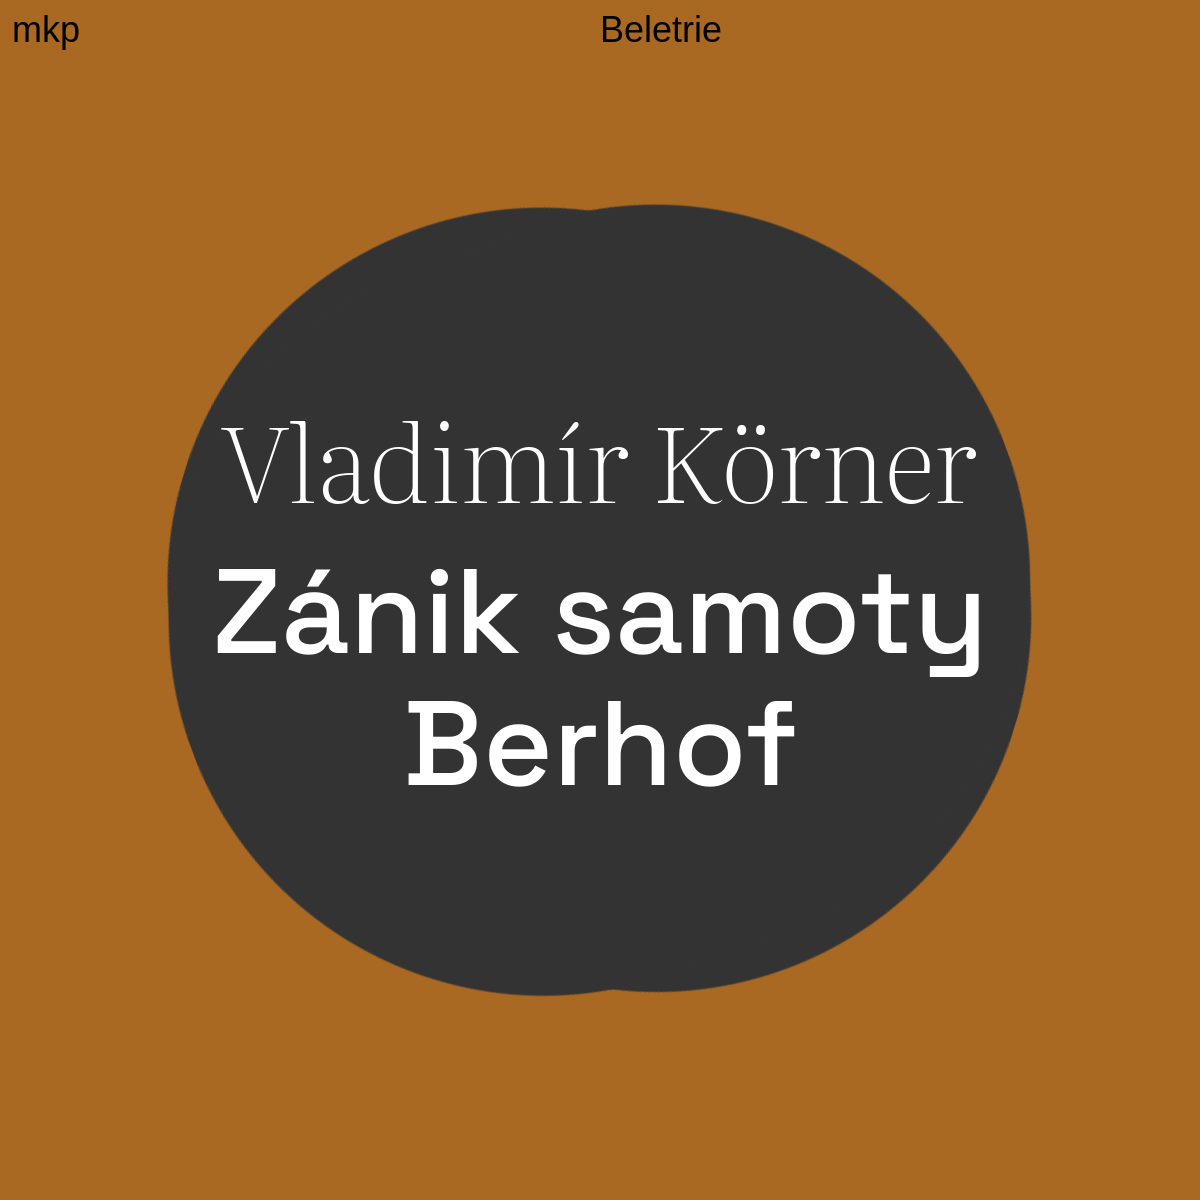 mkp
Beletrie
Vladimír Körner
Zánik samoty
Berhof